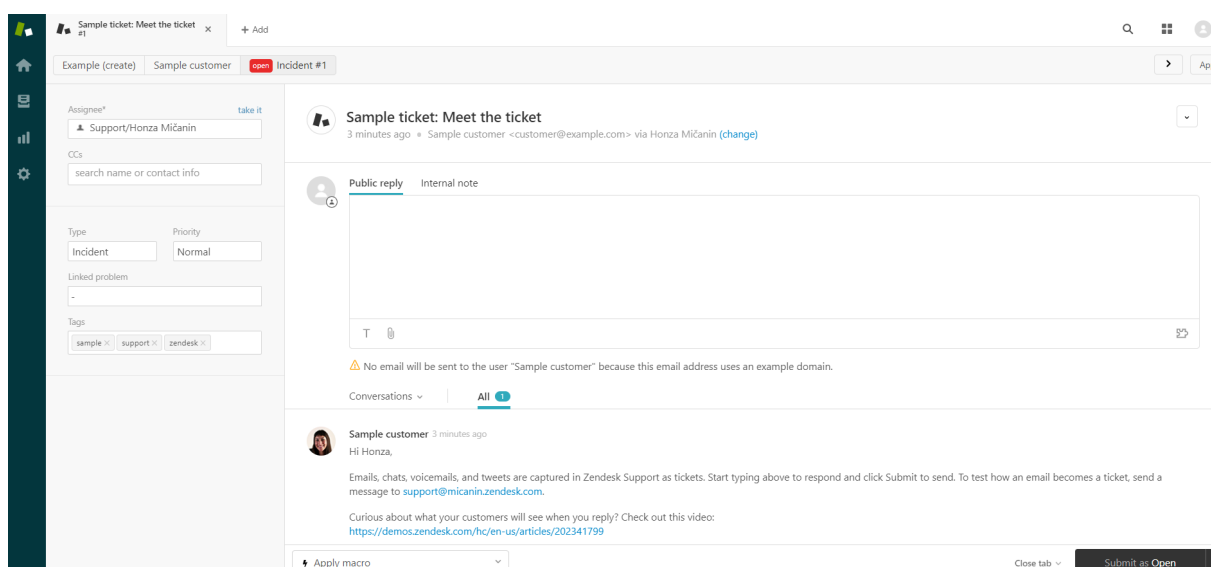 Sample ticket: Meet the ticket
#1
× + Add
Example (create) Sample customer open Incident #1
Assignee* take it
Support/Honza Mičanin
CCs
search name or contact info
Type Priority
Incident Normal
Linked problem
-
Tags
sample × support × zendesk ×
Sample ticket: Meet the ticket
3 minutes ago Sample customer <customer@example.com> via Honza Mičanin (change)
Public reply Internal note
T
No email will be sent to the user "Sample customer" because this email address uses an example domain.
Conversations All 1
Sample customer 3 minutes ago
Hi Honza,
Emails, chats, voicemails, and tweets are captured in Zendesk Support as tickets. Start typing above to respond and click Submit to send. To test how an email becomes a ticket, send a
message to support@micanin.zendesk.com.
Curious about what your customers will see when you reply? Check out this video:
https://demos.zendesk.com/hc/en-us/articles/202341799
Apply macro Close tab Submit as Open